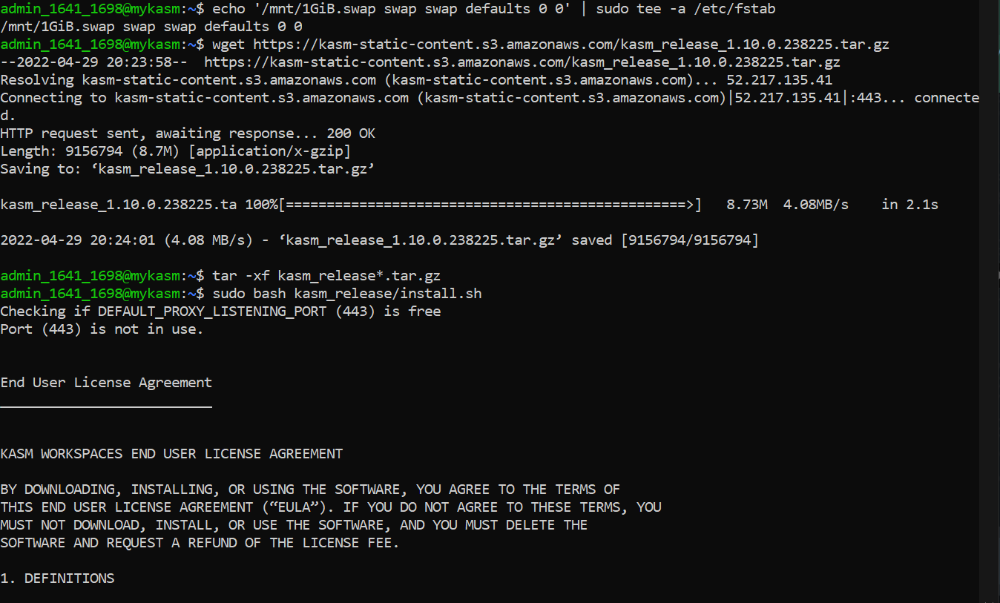 admin_1641_1698@mykasm:~$ echo '/mnt/1GiB.swap swap swap defaults 0 0' | sudo tee -a /etc/fstab
/mnt/1GiB.swap swap swap defaults 0 0
admin_1641_1698@mykasm:~$ wget https://kasm-static-content.s3.amazonaws.com/kasm_release_1.10.0.238225.tar.gz
--2022-04-29 20:23:58--  https://kasm-static-content.s3.amazonaws.com/kasm_release_1.10.0.238225.tar.gz
Resolving kasm-static-content.s3.amazonaws.com (kasm-static-content.s3.amazonaws.com)... 52.217.135.41
Connecting to kasm-static-content.s3.amazonaws.com (kasm-static-content.s3.amazonaws.com)|52.217.135.41|:443... connecte
d.
HTTP request sent, awaiting response... 200 OK
Length: 9156794 (8.7M) [application/x-gzip]
Saving to: ‘kasm_release_1.10.0.238225.tar.gz’
kasm_release_1.10.0.238225.ta 100%[=================================================>]   8.73M  4.08MB/s    in 2.1s
2022-04-29 20:24:01 (4.08 MB/s) - ‘kasm_release_1.10.0.238225.tar.gz’ saved [9156794/9156794]
admin_1641_1698@mykasm:~$ tar -xf kasm_release*.tar.gz
admin_1641_1698@mykasm:~$ sudo bash kasm_release/install.sh
Checking if DEFAULT_PROXY_LISTENING_PORT (443) is free
Port (443) is not in use.
End User License Agreement
__________________________
KASM WORKSPACES END USER LICENSE AGREEMENT
BY DOWNLOADING, INSTALLING, OR USING THE SOFTWARE, YOU AGREE TO THE TERMS OF
THIS END USER LICENSE AGREEMENT (“EULA”). IF YOU DO NOT AGREE TO THESE TERMS, YOU
MUST NOT DOWNLOAD, INSTALL, OR USE THE SOFTWARE, AND YOU MUST DELETE THE
SOFTWARE AND REQUEST A REFUND OF THE LICENSE FEE.
1. DEFINITIONS